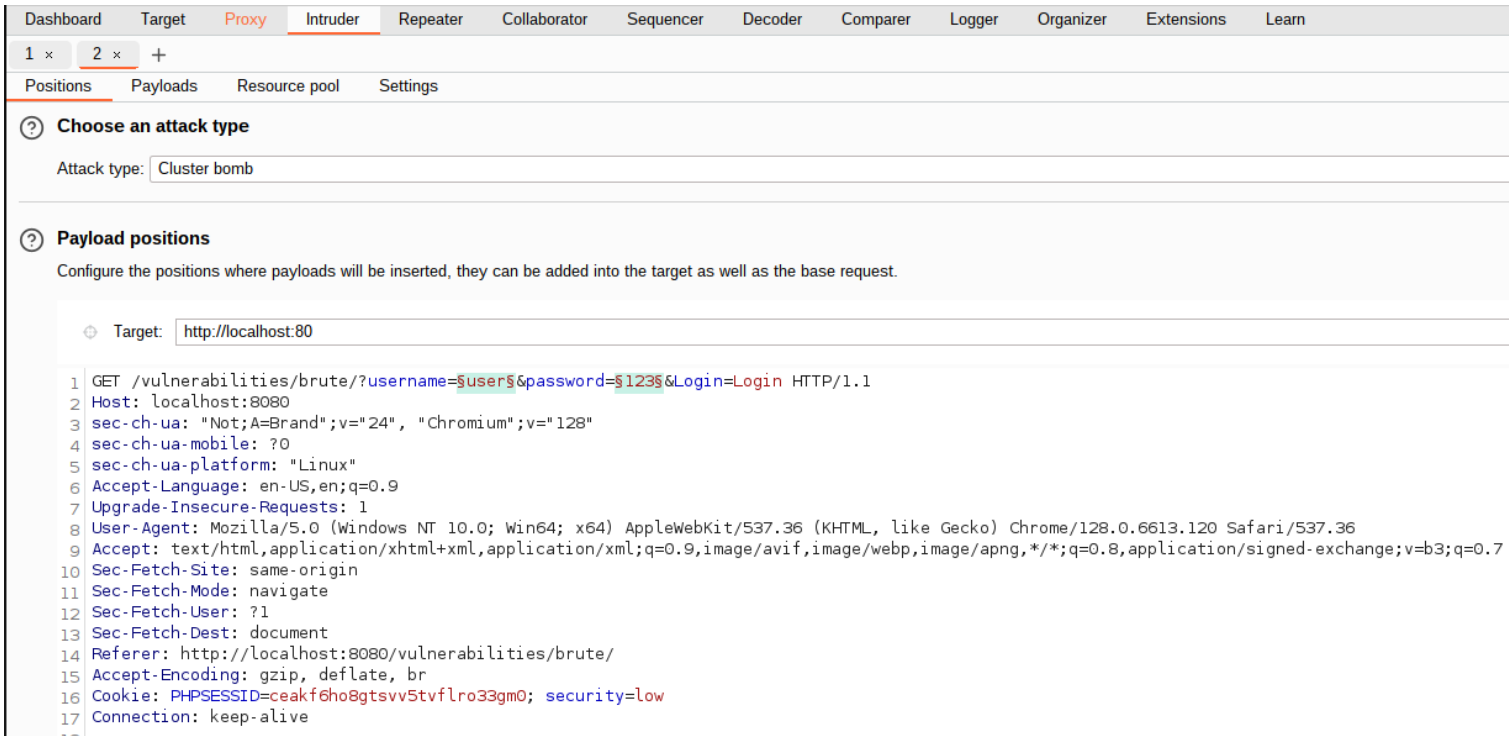 Dashboard Target Proxy Intruder Repeater Collaborator Sequencer Decoder Comparer Logger Organizer Extensions Learn
1 × 2 × +
Positions Payloads Resource pool Settings
? Choose an attack type
Attack type: Cluster bomb
? Payload positions
Configure the positions where payloads will be inserted, they can be added into the target as well as the base request.
Target: http://localhost:80
1 GET /vulnerabilities/brute/?username=§user§&password=§123§&Login=Login HTTP/1.1
2 Host: localhost:8080
3 sec-ch-ua: "Not;A=Brand";v="24", "Chromium";v="128"
4 sec-ch-ua-mobile: ?0
5 sec-ch-ua-platform: "Linux"
6 Accept-Language: en-US,en;q=0.9
7 Upgrade-Insecure-Requests: 1
8 User-Agent: Mozilla/5.0 (Windows NT 10.0; Win64; x64) AppleWebKit/537.36 (KHTML, like Gecko) Chrome/128.0.6613.120 Safari/537.36
9 Accept: text/html,application/xhtml+xml,application/xml;q=0.9,image/avif,image/webp,image/apng,*/*;q=0.8,application/signed-exchange;v=b3;q=0.7
10 Sec-Fetch-Site: same-origin
11 Sec-Fetch-Mode: navigate
12 Sec-Fetch-User: ?1
13 Sec-Fetch-Dest: document
14 Referer: http://localhost:8080/vulnerabilities/brute/
15 Accept-Encoding: gzip, deflate, br
16 Cookie: PHPSESSID=ceakf6ho8gtsvv5tvflro33gm0; security=low
17 Connection: keep-alive